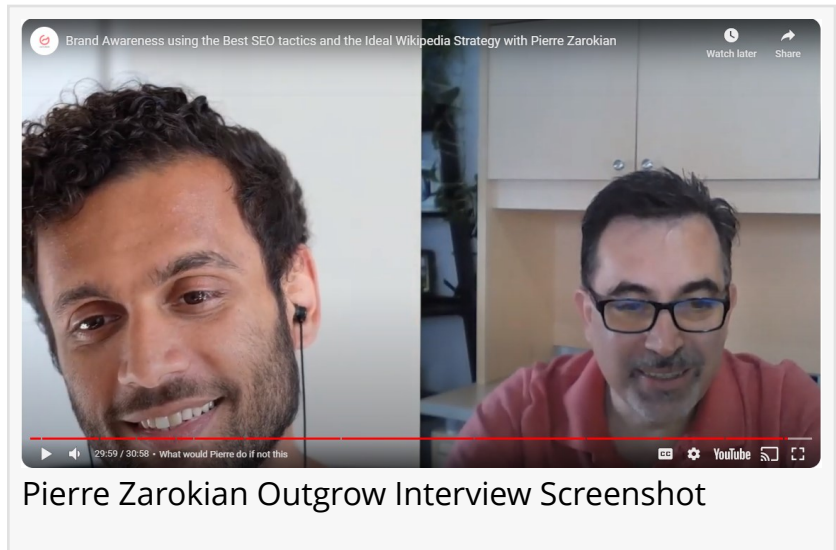 Brand Awareness using the Best SEO tactics and the Ideal Wikipedia Strategy with Pierre Zarokian
Watch later
Share
29:59 / 30:58 • What would Pierre do if not this
CC
YouTube
Pierre Zarokian Outgrow Interview Screenshot